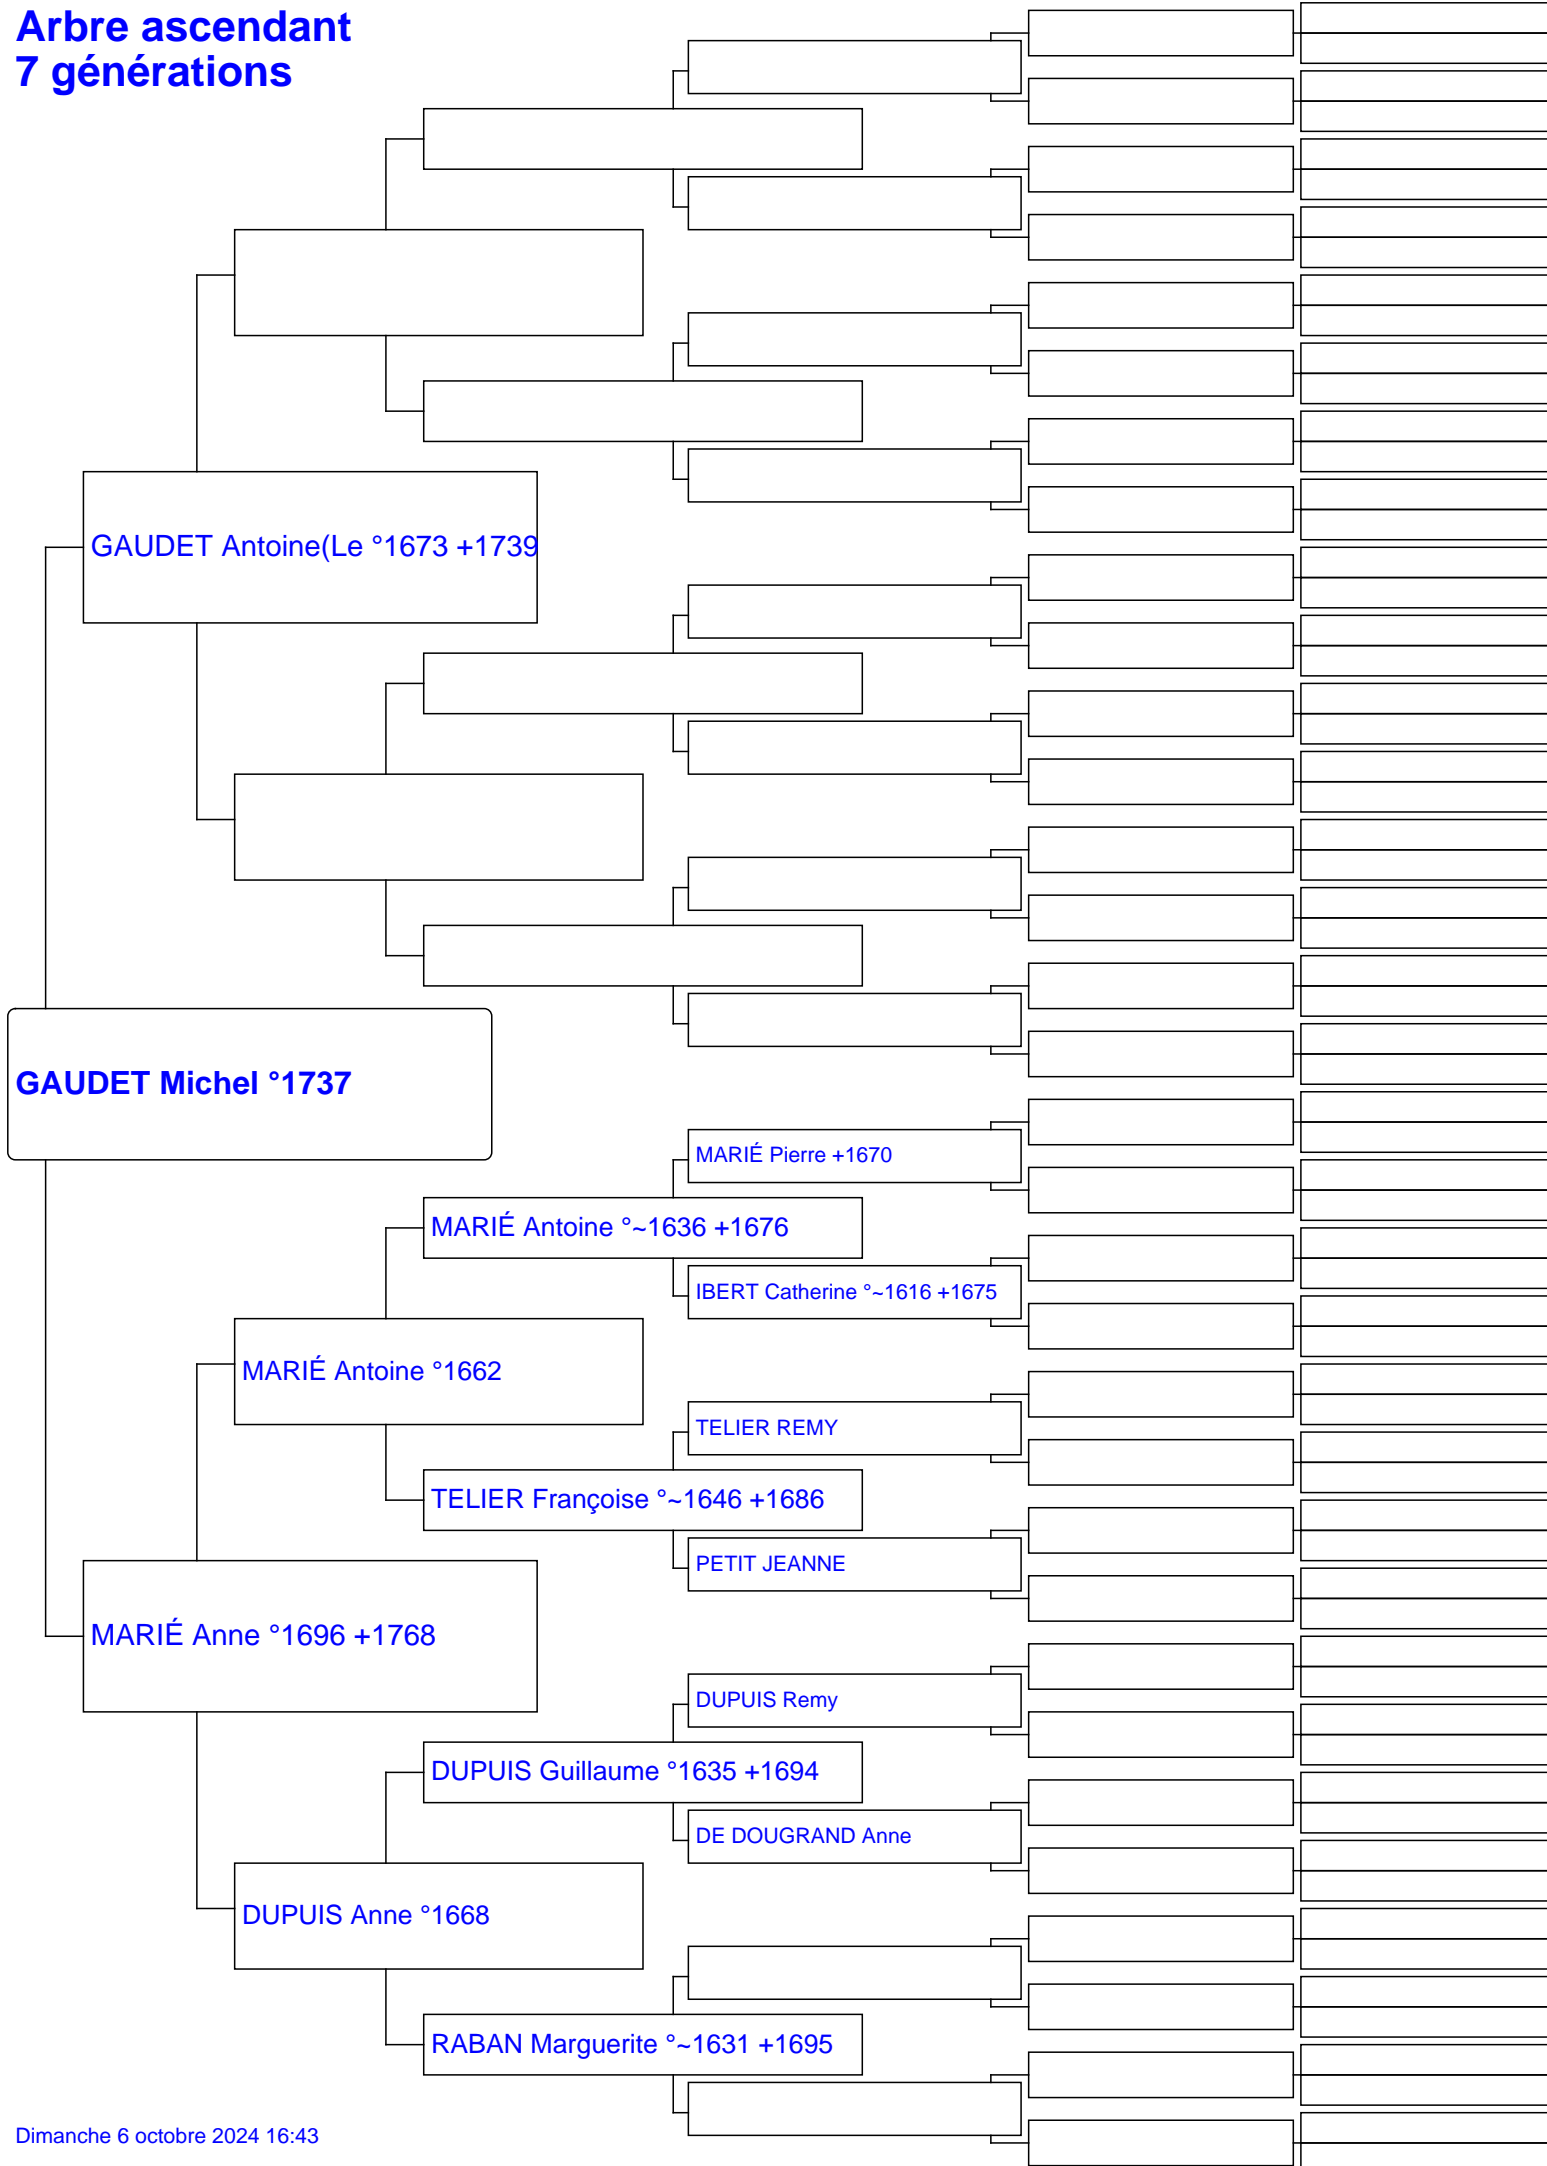 Arbre ascendant
7 générations
GAUDET Antoine(Le °1673 +1739
GAUDET Michel °1737
MARIÉ Pierre +1670
MARIÉ Antoine °~1636 +1676
IBERT Catherine °~1616 +1675
MARIÉ Antoine °1662
TELIER REMY
TELIER Françoise °~1646 +1686
PETIT JEANNE
MARIÉ Anne °1696 +1768
DUPUIS Remy
DUPUIS Guillaume °1635 +1694
DE DOUGRAND Anne
DUPUIS Anne °1668
RABAN Marguerite °~1631 +1695
Dimanche 6 octobre 2024 16:43